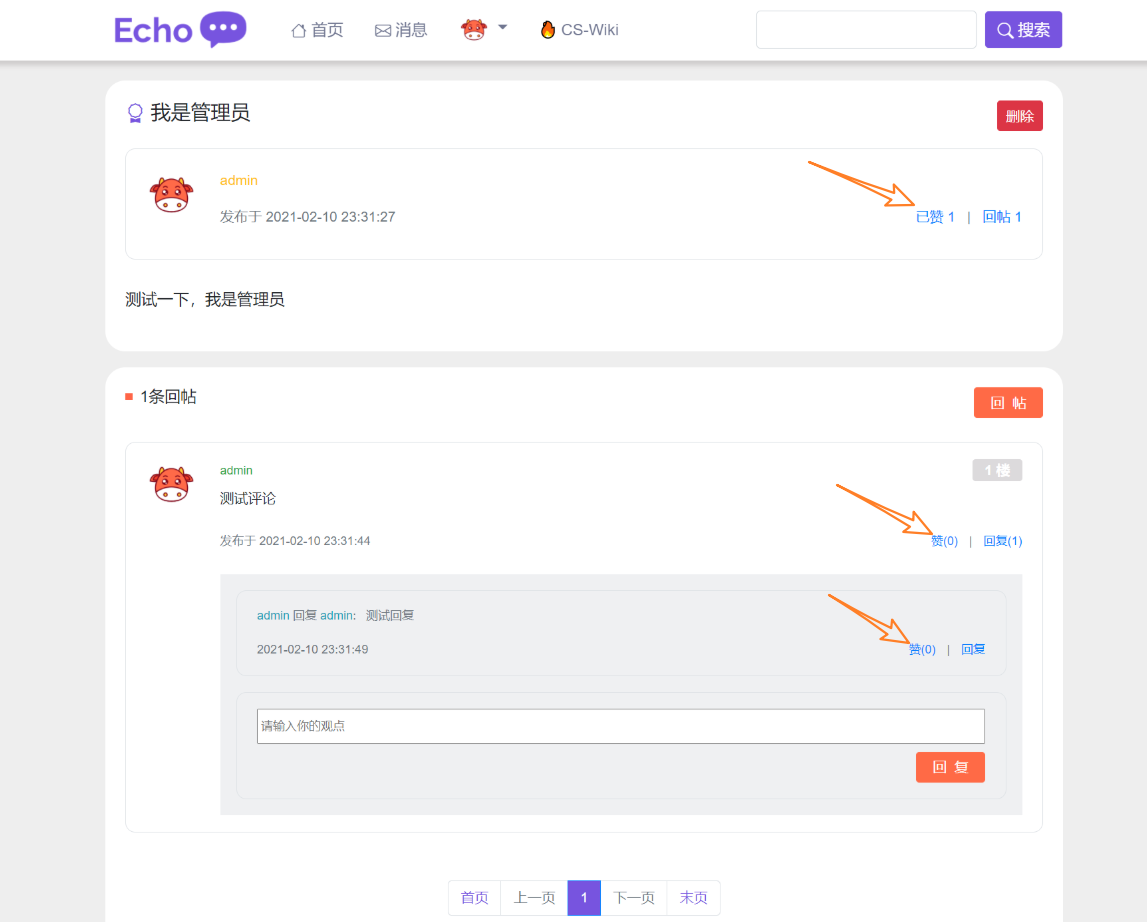 Echo 首页 消息 CS-Wiki 搜索
我是管理员 删除
admin
发布于 2021-02-10 23:31:27 已赞 1 | 回帖 1
测试一下，我是管理员
1条回帖 回 帖
admin 1 楼
测试评论
发布于 2021-02-10 23:31:44 赞(0) | 回复(1)
admin 回复 admin: 测试回复
2021-02-10 23:31:49 赞(0) | 回复
请输入你的观点
回 复
首页 上一页 1 下一页 末页